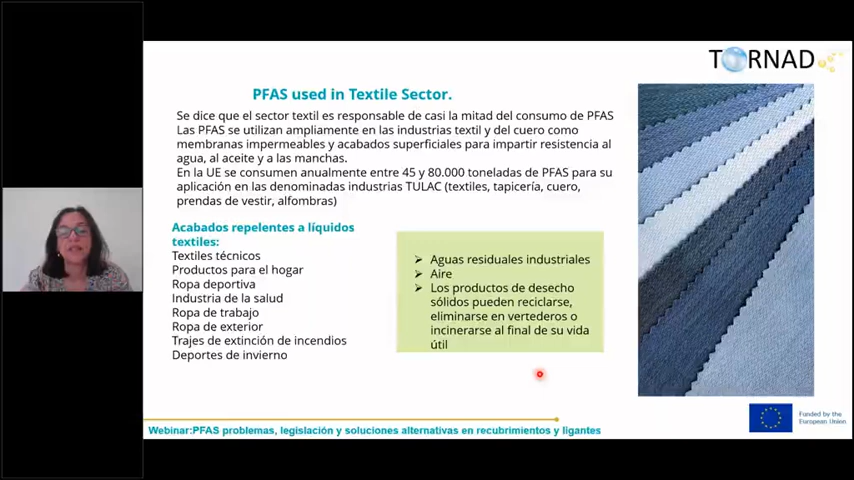 TORNAD
PFAS used in Textile Sector.
Se dice que el sector textil es responsable de casi la mitad del consumo de PFAS
Las PFAS se utilizan ampliamente en las industrias textil y del cuero como
membranas impermeables y acabados superficiales para impartir resistencia al
agua, al aceite y a las manchas.
En la UE se consumen anualmente entre 45 y 80.000 toneladas de PFAS para su
aplicación en las denominadas industrias TULAC (textiles, tapicería, cuero,
prendas de vestir, alfombras)
Acabados repelentes a líquidos
textiles:
Textiles técnicos
Productos para el hogar
Ropa deportiva
Industria de la salud
Ropa de trabajo
Ropa de exterior
Trajes de extinción de incendios
Deportes de invierno
Aguas residuales industriales
Aire
Los productos de desecho
sólidos pueden reciclarse,
eliminarse en vertederos o
incinerarse al final de su vida
útil
Funded by the
European Union
Webinar:PFAS problemas, legislación y soluciones alternativas en recubrimientos y ligantes